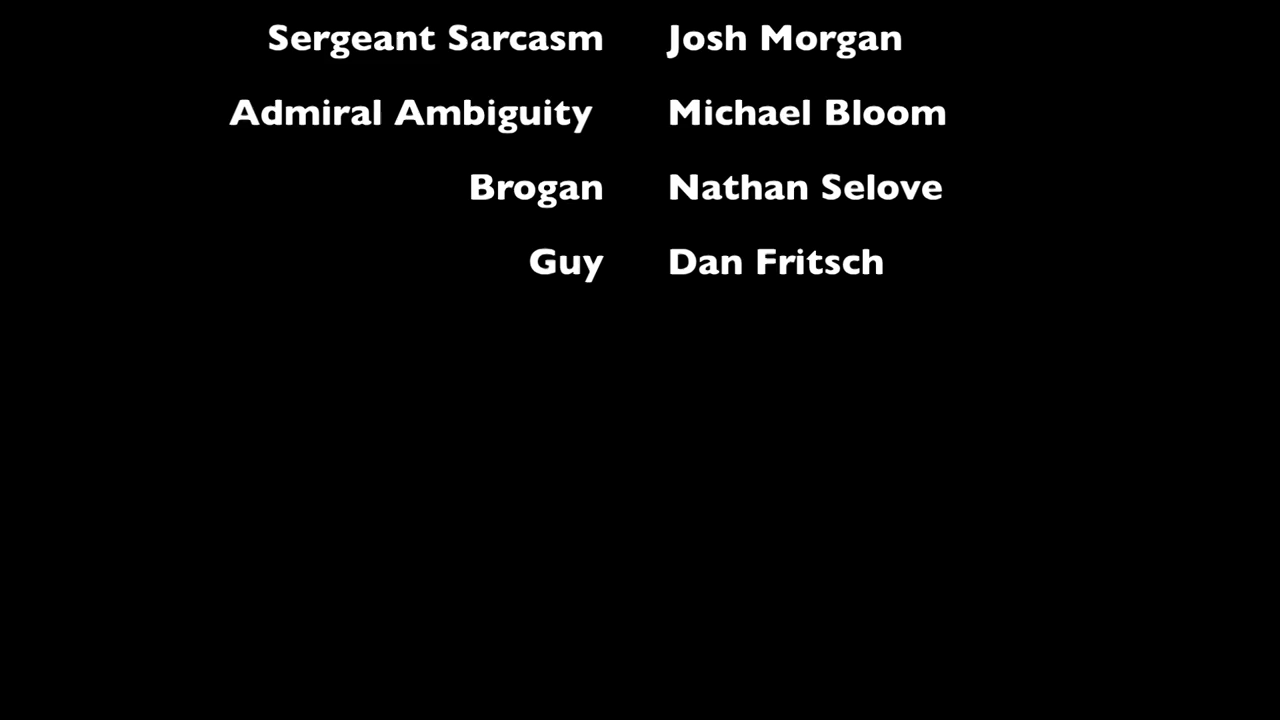 Sergeant Sarcasm Josh Morgan
Admiral Ambiguity Michael Bloom
Brogan Nathan Selove
Guy Dan Fritsch